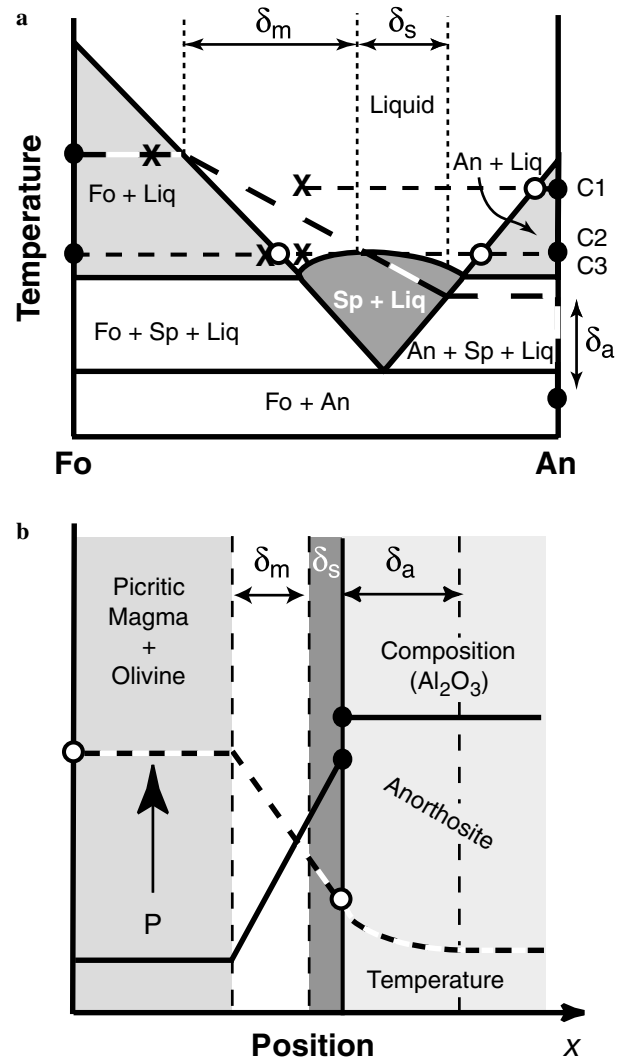 a
δm
δs
Liquid
An + Liq
Temperature
X
X
C1
Fo + Liq
C2
X
X
C3
Sp + Liq
Fo + Sp + Liq
An + Sp + Liq
δa
Fo + An
Fo
An
b
δm
δs
δa
Picritic
Magma
+
Olivine
Composition
(Al2O3)
Anorthosite
P
Temperature
Position
x